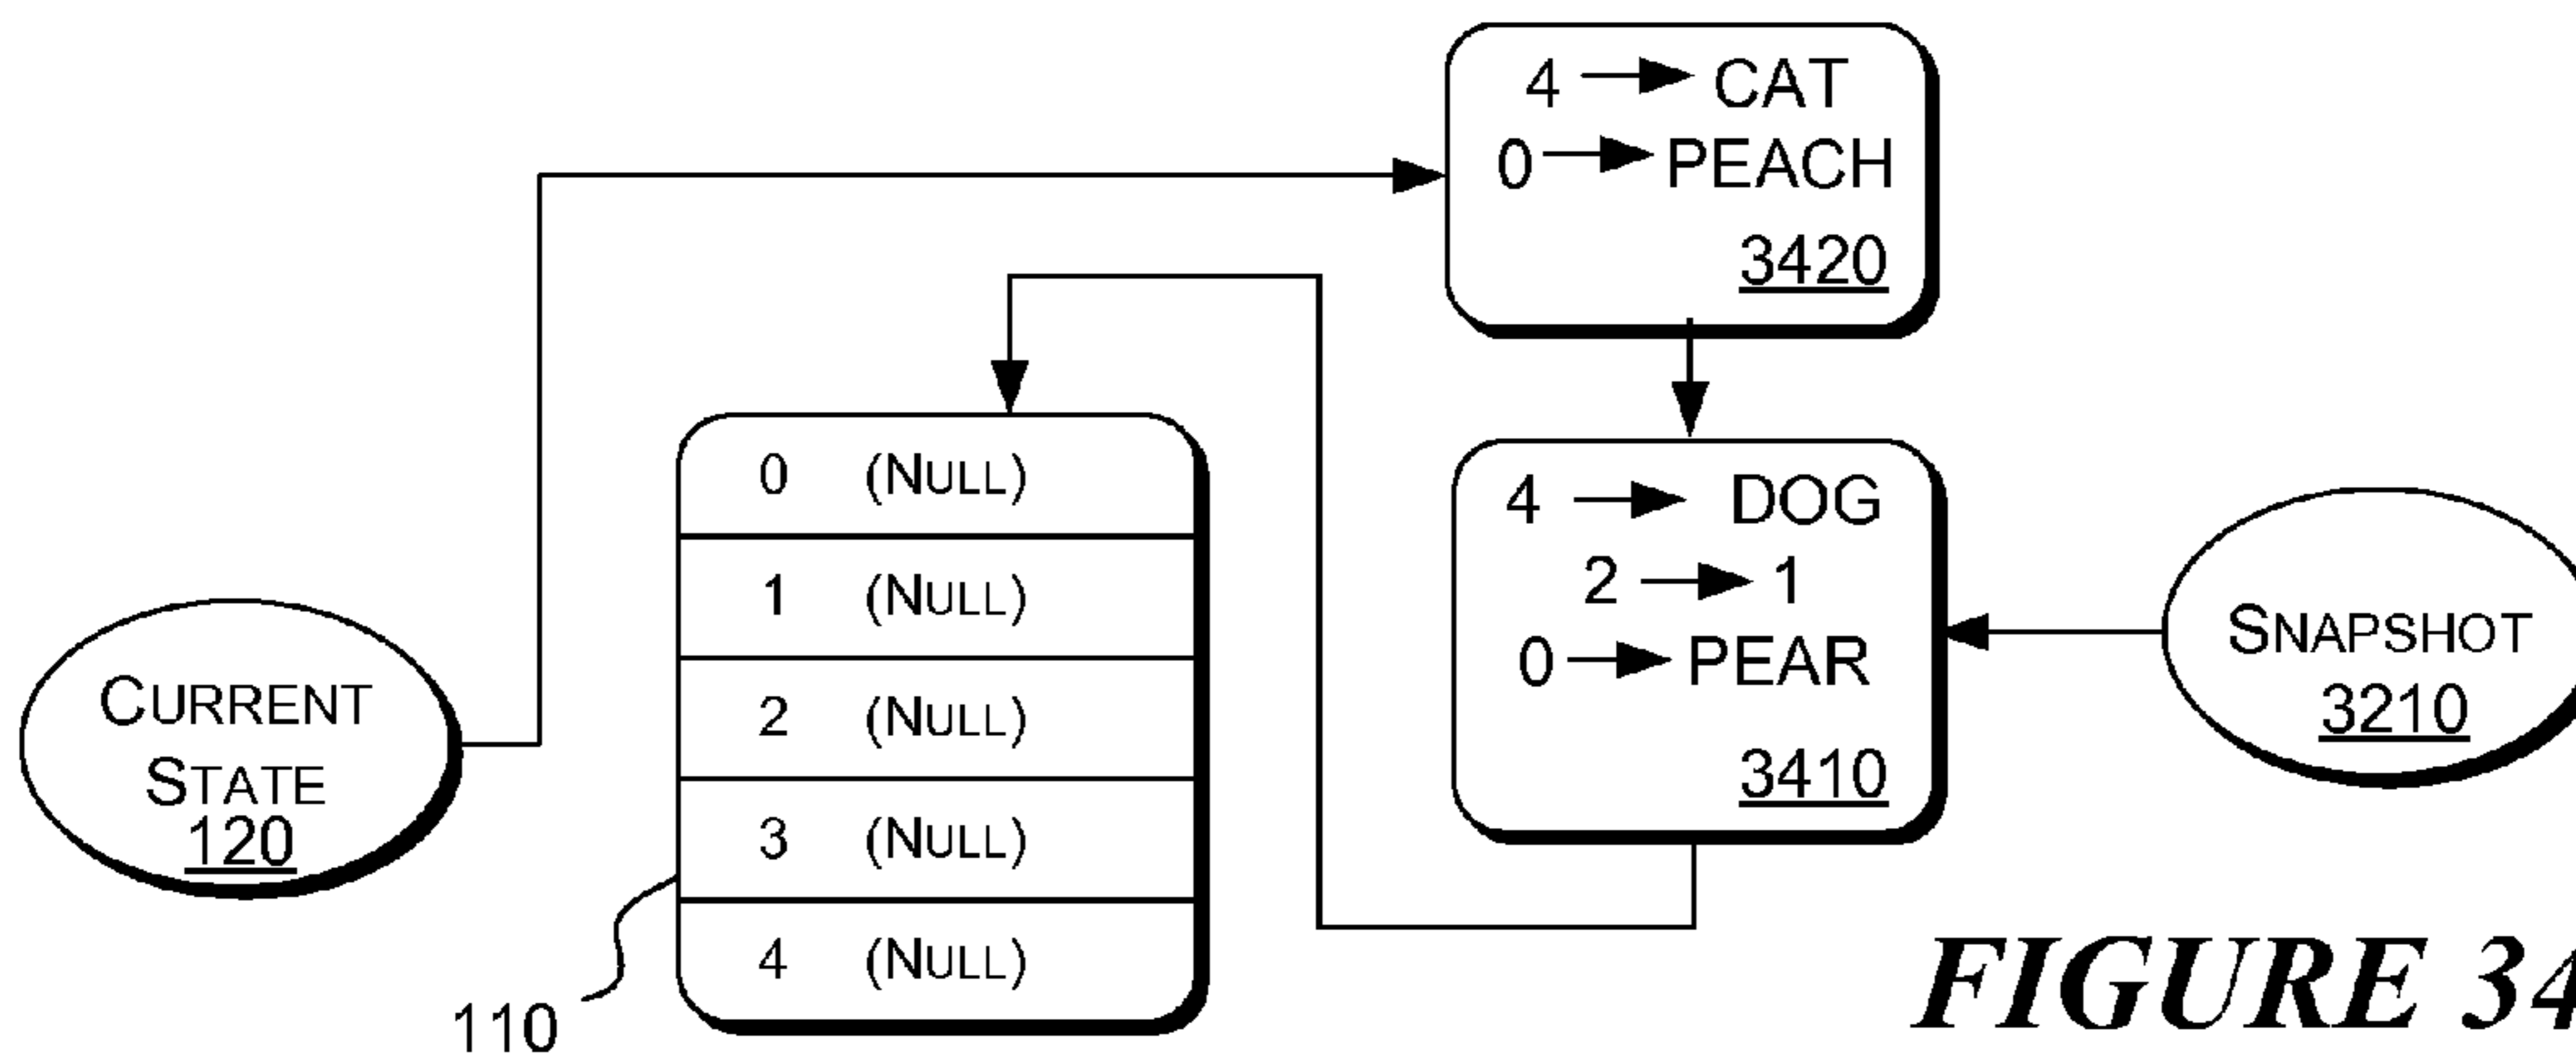 4 → CAT
0 → PEACH
3420
0 (NULL)
1 (NULL)
2 (NULL)
3 (NULL)
4 (NULL)
110
CURRENT
STATE
120
4 → DOG
2 → 1
0 → PEAR
3410
SNAPSHOT
3210
FIGURE 34